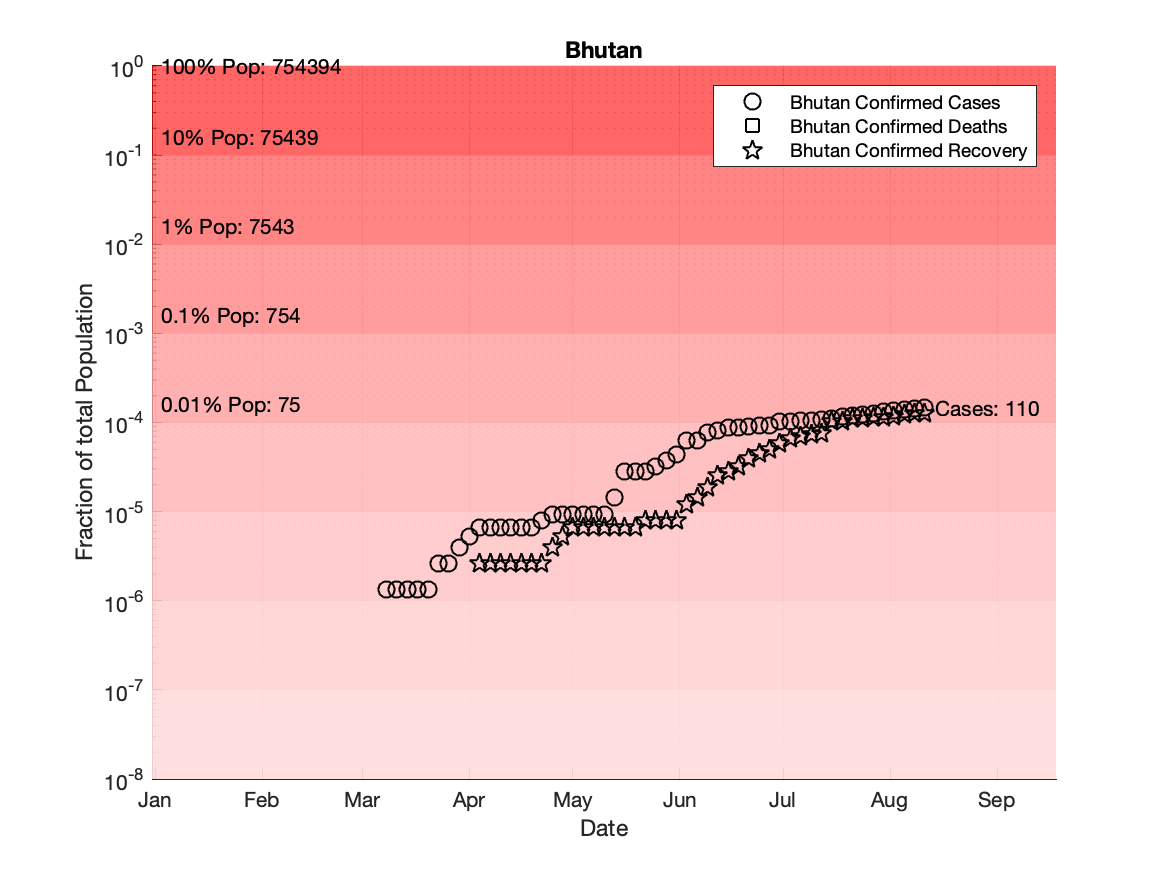 Bhutan
10^0
10^-1
10^-2
10^-3
10^-4
10^-5
10^-6
10^-7
10^-8
Fraction of total Population
100% Pop: 754394
10% Pop: 75439
1% Pop: 7543
0.1% Pop: 754
0.01% Pop: 75
Bhutan Confirmed Cases
Bhutan Confirmed Deaths
Bhutan Confirmed Recovery
Cases: 110
Jan Feb Mar Apr May Jun Jul Aug Sep
Date